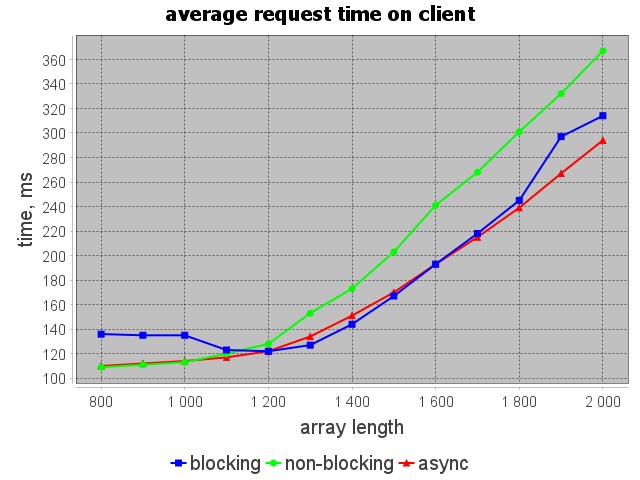 average request time on client
360
340
320
300
280
260
240
220
200
180
160
140
120
100
time, ms
800 1 000 1 200 1 400 1 600 1 800 2 000
array length
blocking non-blocking async